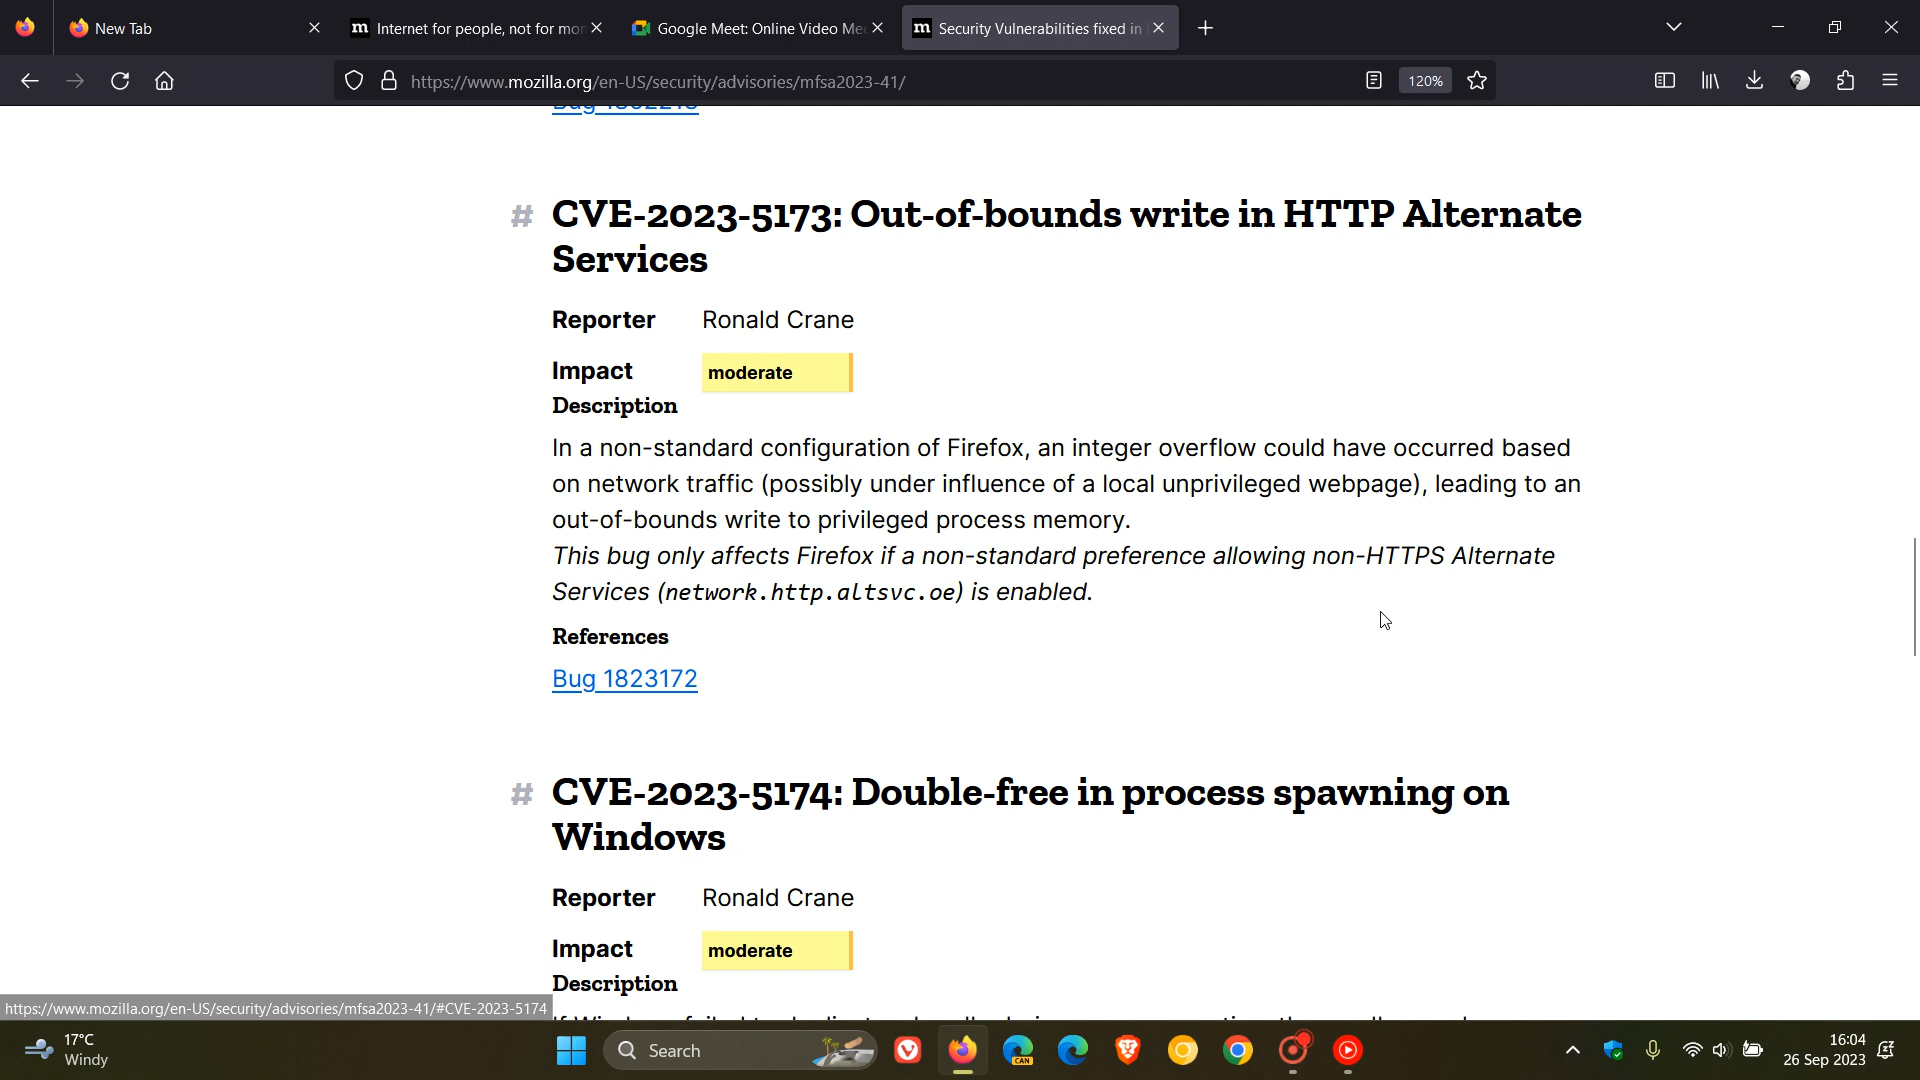 New Tab
Internet for people, not for mon
Google Meet: Online Video Mee
Security Vulnerabilities fixed in
https://www.mozilla.org/en-US/security/advisories/mfsa2023-41/
120%
# CVE-2023-5173: Out-of-bounds write in HTTP Alternate
Services
Reporter Ronald Crane
Impact moderate
Description
In a non-standard configuration of Firefox, an integer overflow could have occurred based
on network traffic (possibly under influence of a local unprivileged webpage), leading to an
out-of-bounds write to privileged process memory.
This bug only affects Firefox if a non-standard preference allowing non-HTTPS Alternate
Services (network.http.altsvc.oe) is enabled.
References
Bug 1823172
# CVE-2023-5174: Double-free in process spawning on
Windows
Reporter Ronald Crane
Impact moderate
Description
https://www.mozilla.org/en-US/security/advisories/mfsa2023-41/#CVE-2023-5174
17°C
Windy
Search
CAN
16:04
26 Sep 2023